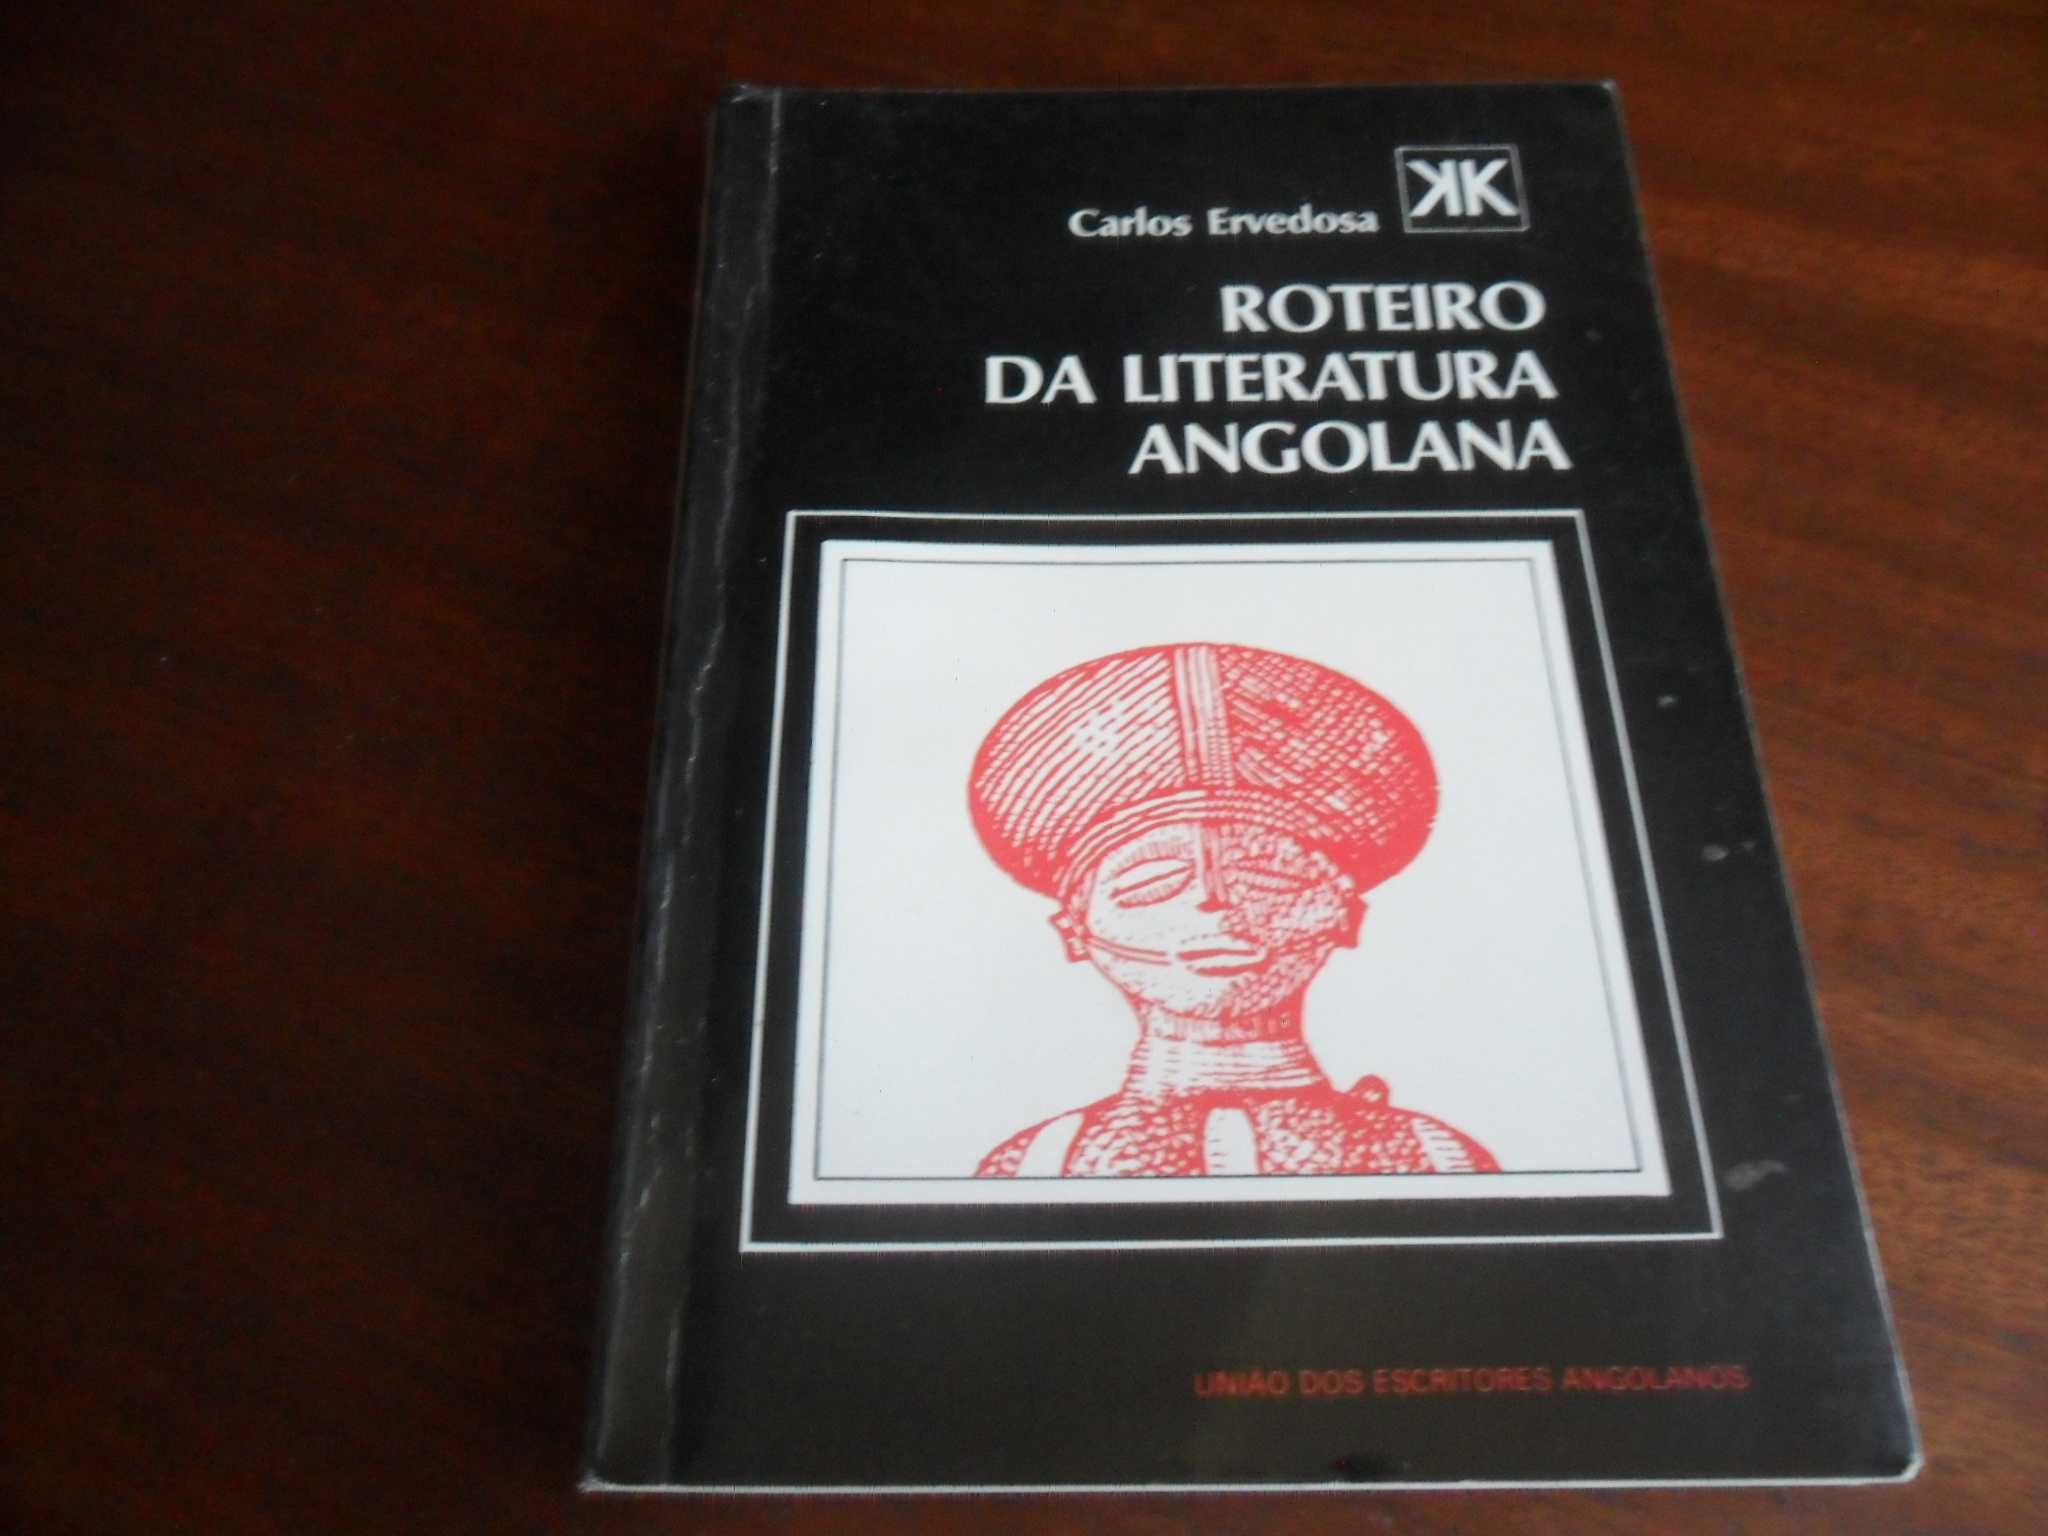 Carlos Ervedosa
KK
ROTEIRO
DA LITERATURA
ANGOLANA
UNIÃO DOS ESCRITORES ANGOLANOS